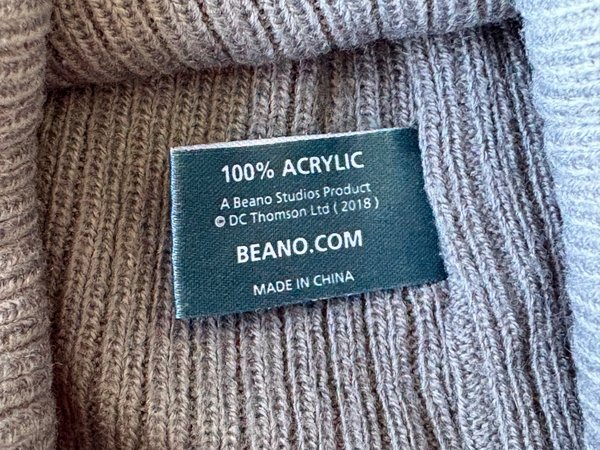 100% ACRYLIC
A Beano Studios Product
© DC Thomson Ltd ( 2018 )
BEANO.COM
MADE IN CHINA